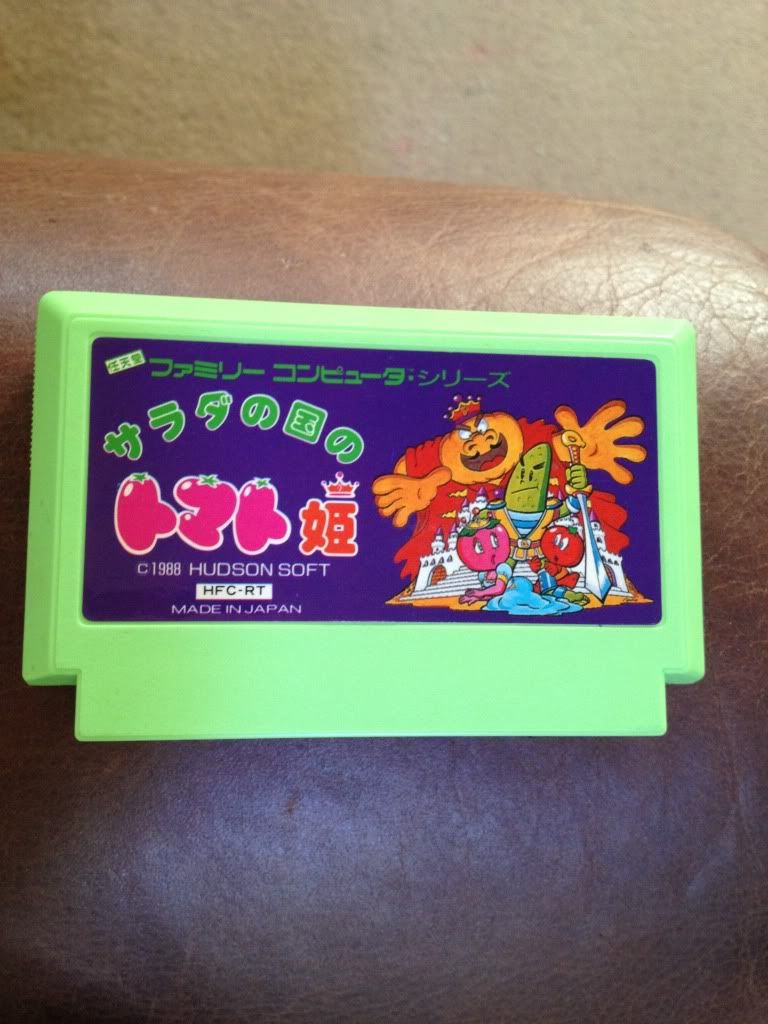 任天堂 ファミリー コンピュータ・シリーズ
サラダの国の
トマト姫
©1988 HUDSON SOFT
HFC-RT
MADE IN JAPAN